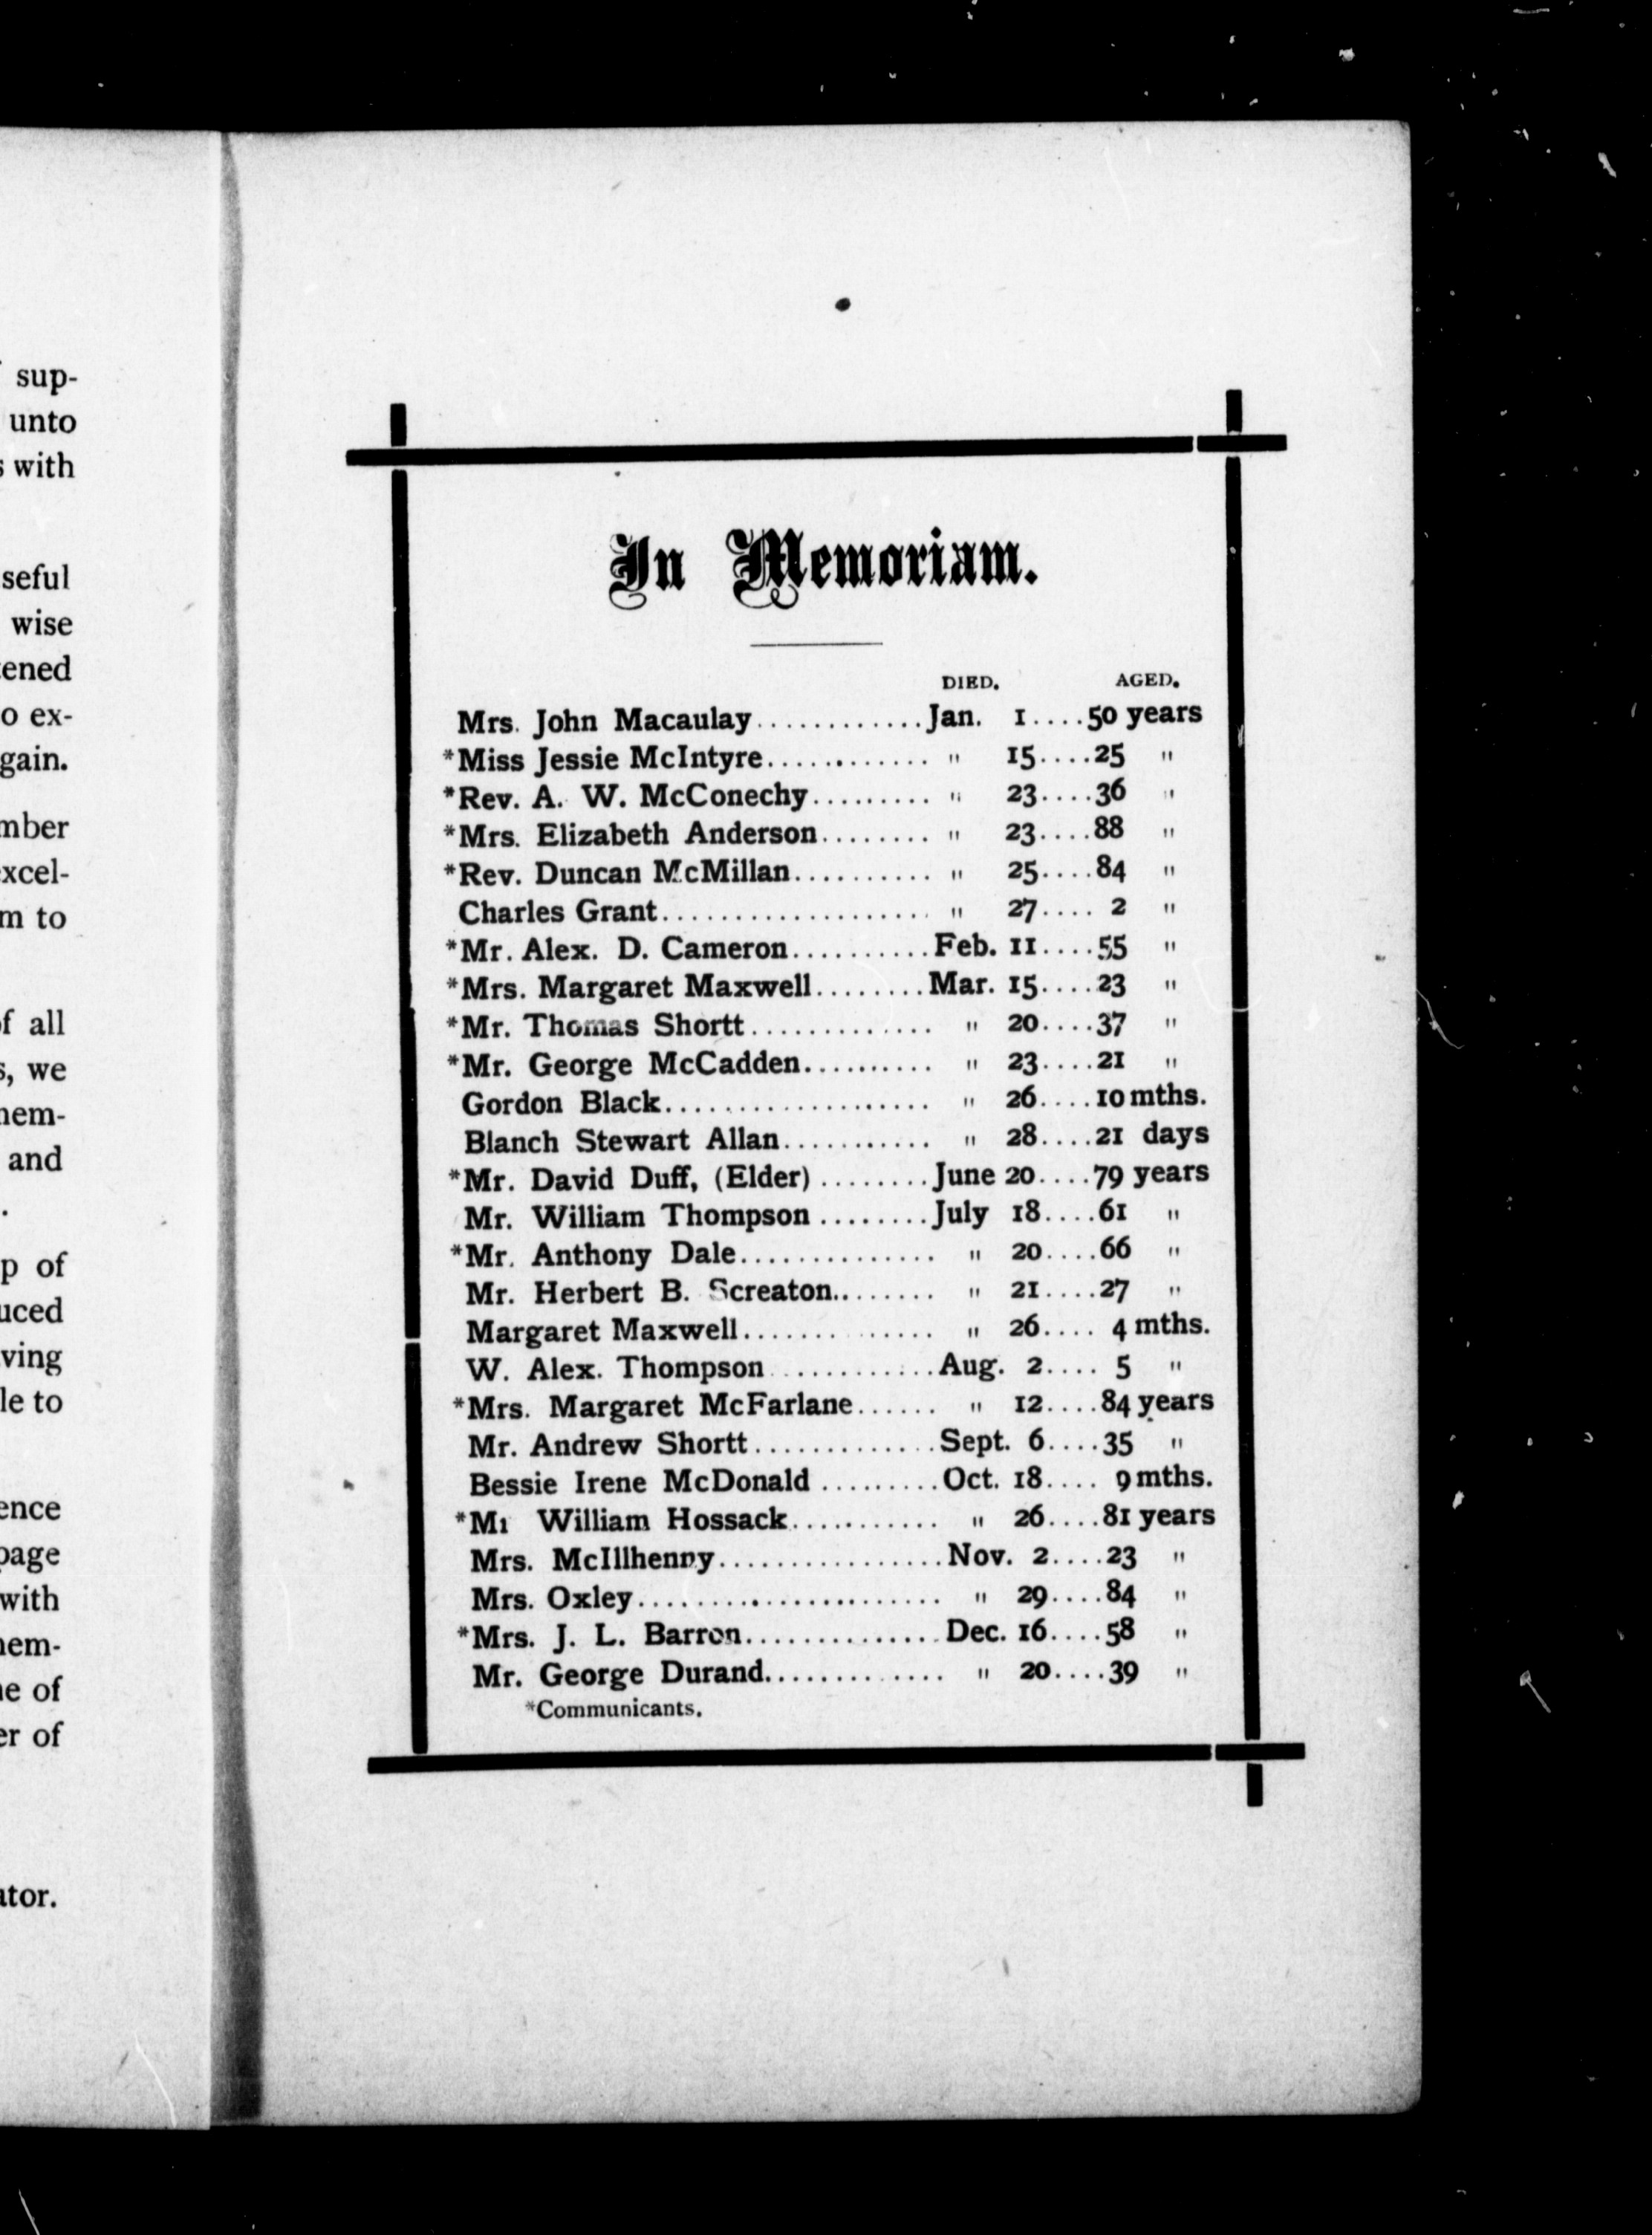 sup-
unto
with
seful
wise
ened
o ex-
gain.
mber
xcel-
m to
f all
s, we
nem-
and
.
p of
uced
ving
le to
ence
page
with
nem-
ne of
er of
ator.
In Memoriam.
DIED. AGED.
Mrs. John Macaulay............Jan. 1....50 years
*Miss Jessie McIntyre............ " 15....25 "
*Rev. A. W. McConechy......... " 23....36 "
*Mrs. Elizabeth Anderson........ " 23....88 "
*Rev. Duncan McMillan.......... " 25....84 "
Charles Grant.................... " 27.... 2 "
*Mr. Alex. D. Cameron..........Feb. 11....55 "
*Mrs. Margaret Maxwell........Mar. 15....23 "
*Mr. Thomas Shortt.............. " 20....37 "
*Mr. George McCadden.......... " 23....21 "
Gordon Black.................... " 26....10 mths.
Blanch Stewart Allan........... " 28....21 days
*Mr. David Duff, (Elder) ........June 20....79 years
Mr. William Thompson ........July 18....61 "
*Mr. Anthony Dale............... " 20....66 "
Mr. Herbert B. Screaton........ " 21....27 "
Margaret Maxwell............... " 26.... 4 mths.
W. Alex. Thompson ............Aug. 2.... 5 "
*Mrs. Margaret McFarlane...... " 12....84 years
Mr. Andrew Shortt..............Sept. 6....35 "
Bessie Irene McDonald .........Oct. 18.... 9 mths.
*Mr William Hossack........... " 26....81 years
Mrs. McIllhenny.................Nov. 2....23 "
Mrs. Oxley....................... " 29....84 "
*Mrs. J. L. Barron...............Dec. 16....58 "
Mr. George Durand.............. " 20....39 "
*Communicants.